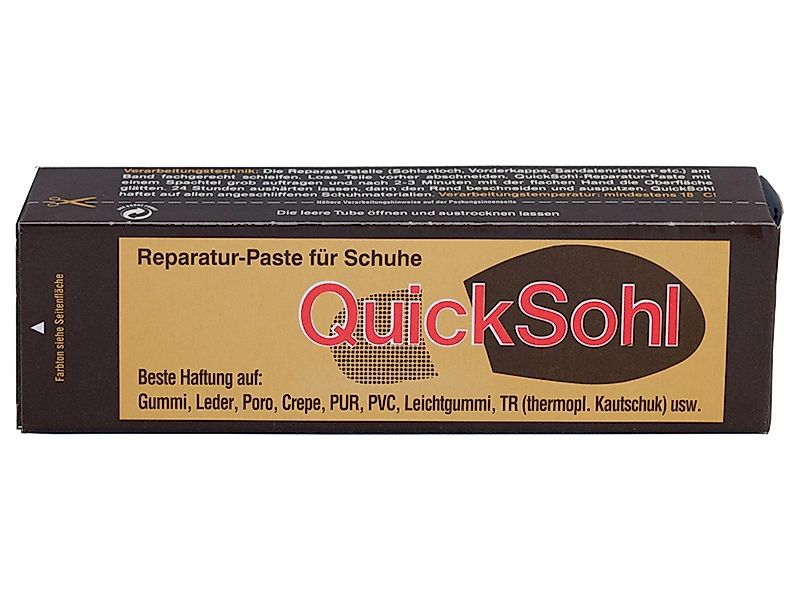 Verarbeitungstechnik: Die Reparaturstelle (Sohlenloch, Vorderkappe, Sandalenriemen etc.) am
Band fachgerecht schleifen. Lose Teile vorher abschneiden. QuickSohl-Reparatur-Paste mit
einem Spachtel grob auftragen und nach 2-3 Minuten mit der flachen Hand die Oberfläche
glätten. 24 Stunden aushärten lassen, dann den Rand beschneiden und ausputzen. QuickSohl
haftet auf allen angeschliffenen Schuhmaterialien. Verarbeitungstemperatur: mindestens 18° C!
Nähere Verarbeitungshinweise auf der Packungsinnenseite
Die leere Tube öffnen und austrocknen lassen
Farbton siehe Seitenfläche
Reparatur-Paste für Schuhe
QuickSohl
Beste Haftung auf:
Gummi, Leder, Poro, Crepe, PUR, PVC, Leichtgummi, TR (thermopl. Kautschuk) usw.